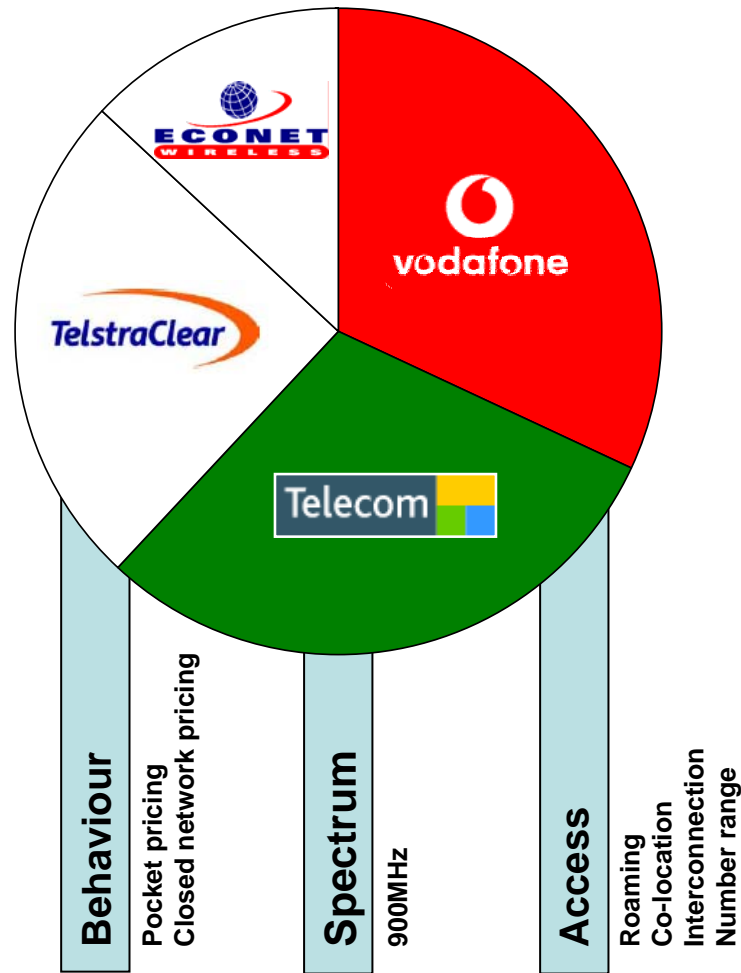 ECONET
WIRELESS
vodafone
TelstraClear
Telecom
Behaviour
Pocket pricing
Closed network pricing
Spectrum
900MHz
Access
Roaming
Co-location
Interconnection
Number range